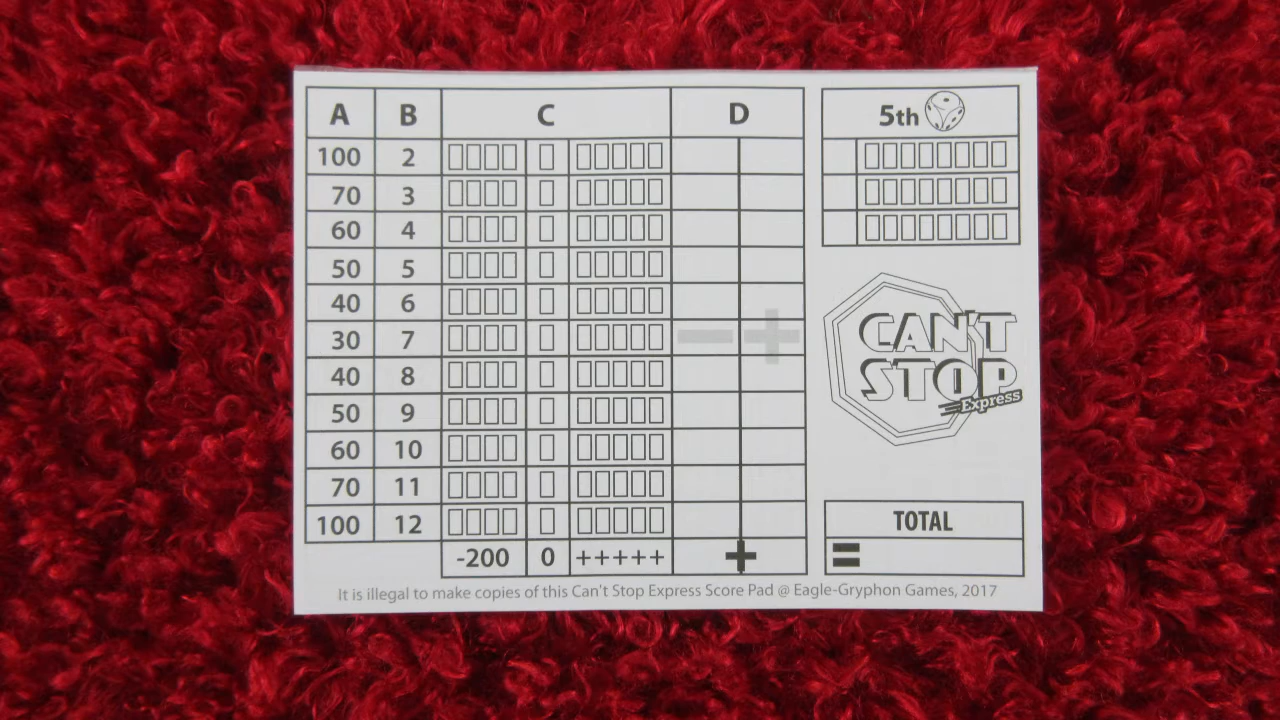 A B C D 5th
100 2
70 3
60 4
50 5
40 6
30 7 − +
40 8
50 9
60 10
70 11
100 12
-200 0 +++++ +
CAN'T
STOP
Express
TOTAL
=
It is illegal to make copies of this Can't Stop Express Score Pad @ Eagle-Gryphon Games, 2017